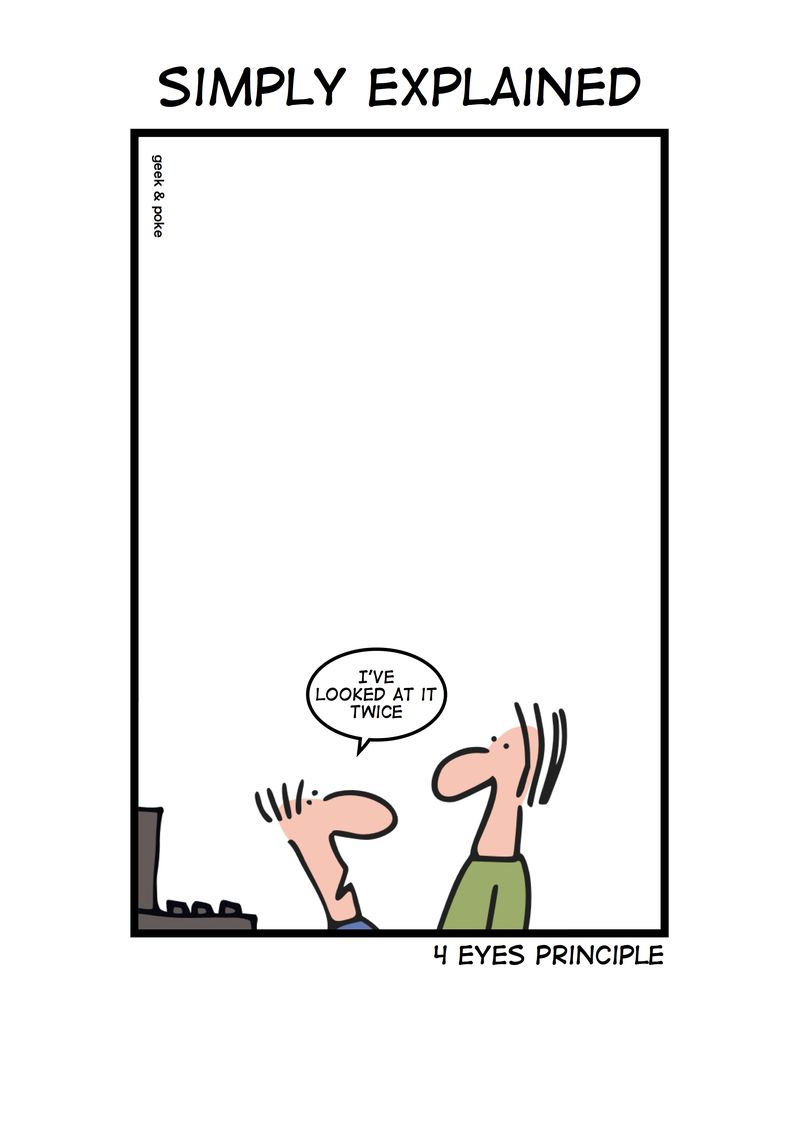 SIMPLY EXPLAINED
geek & poke
I'VE
LOOKED AT IT
TWICE
4 EYES PRINCIPLE